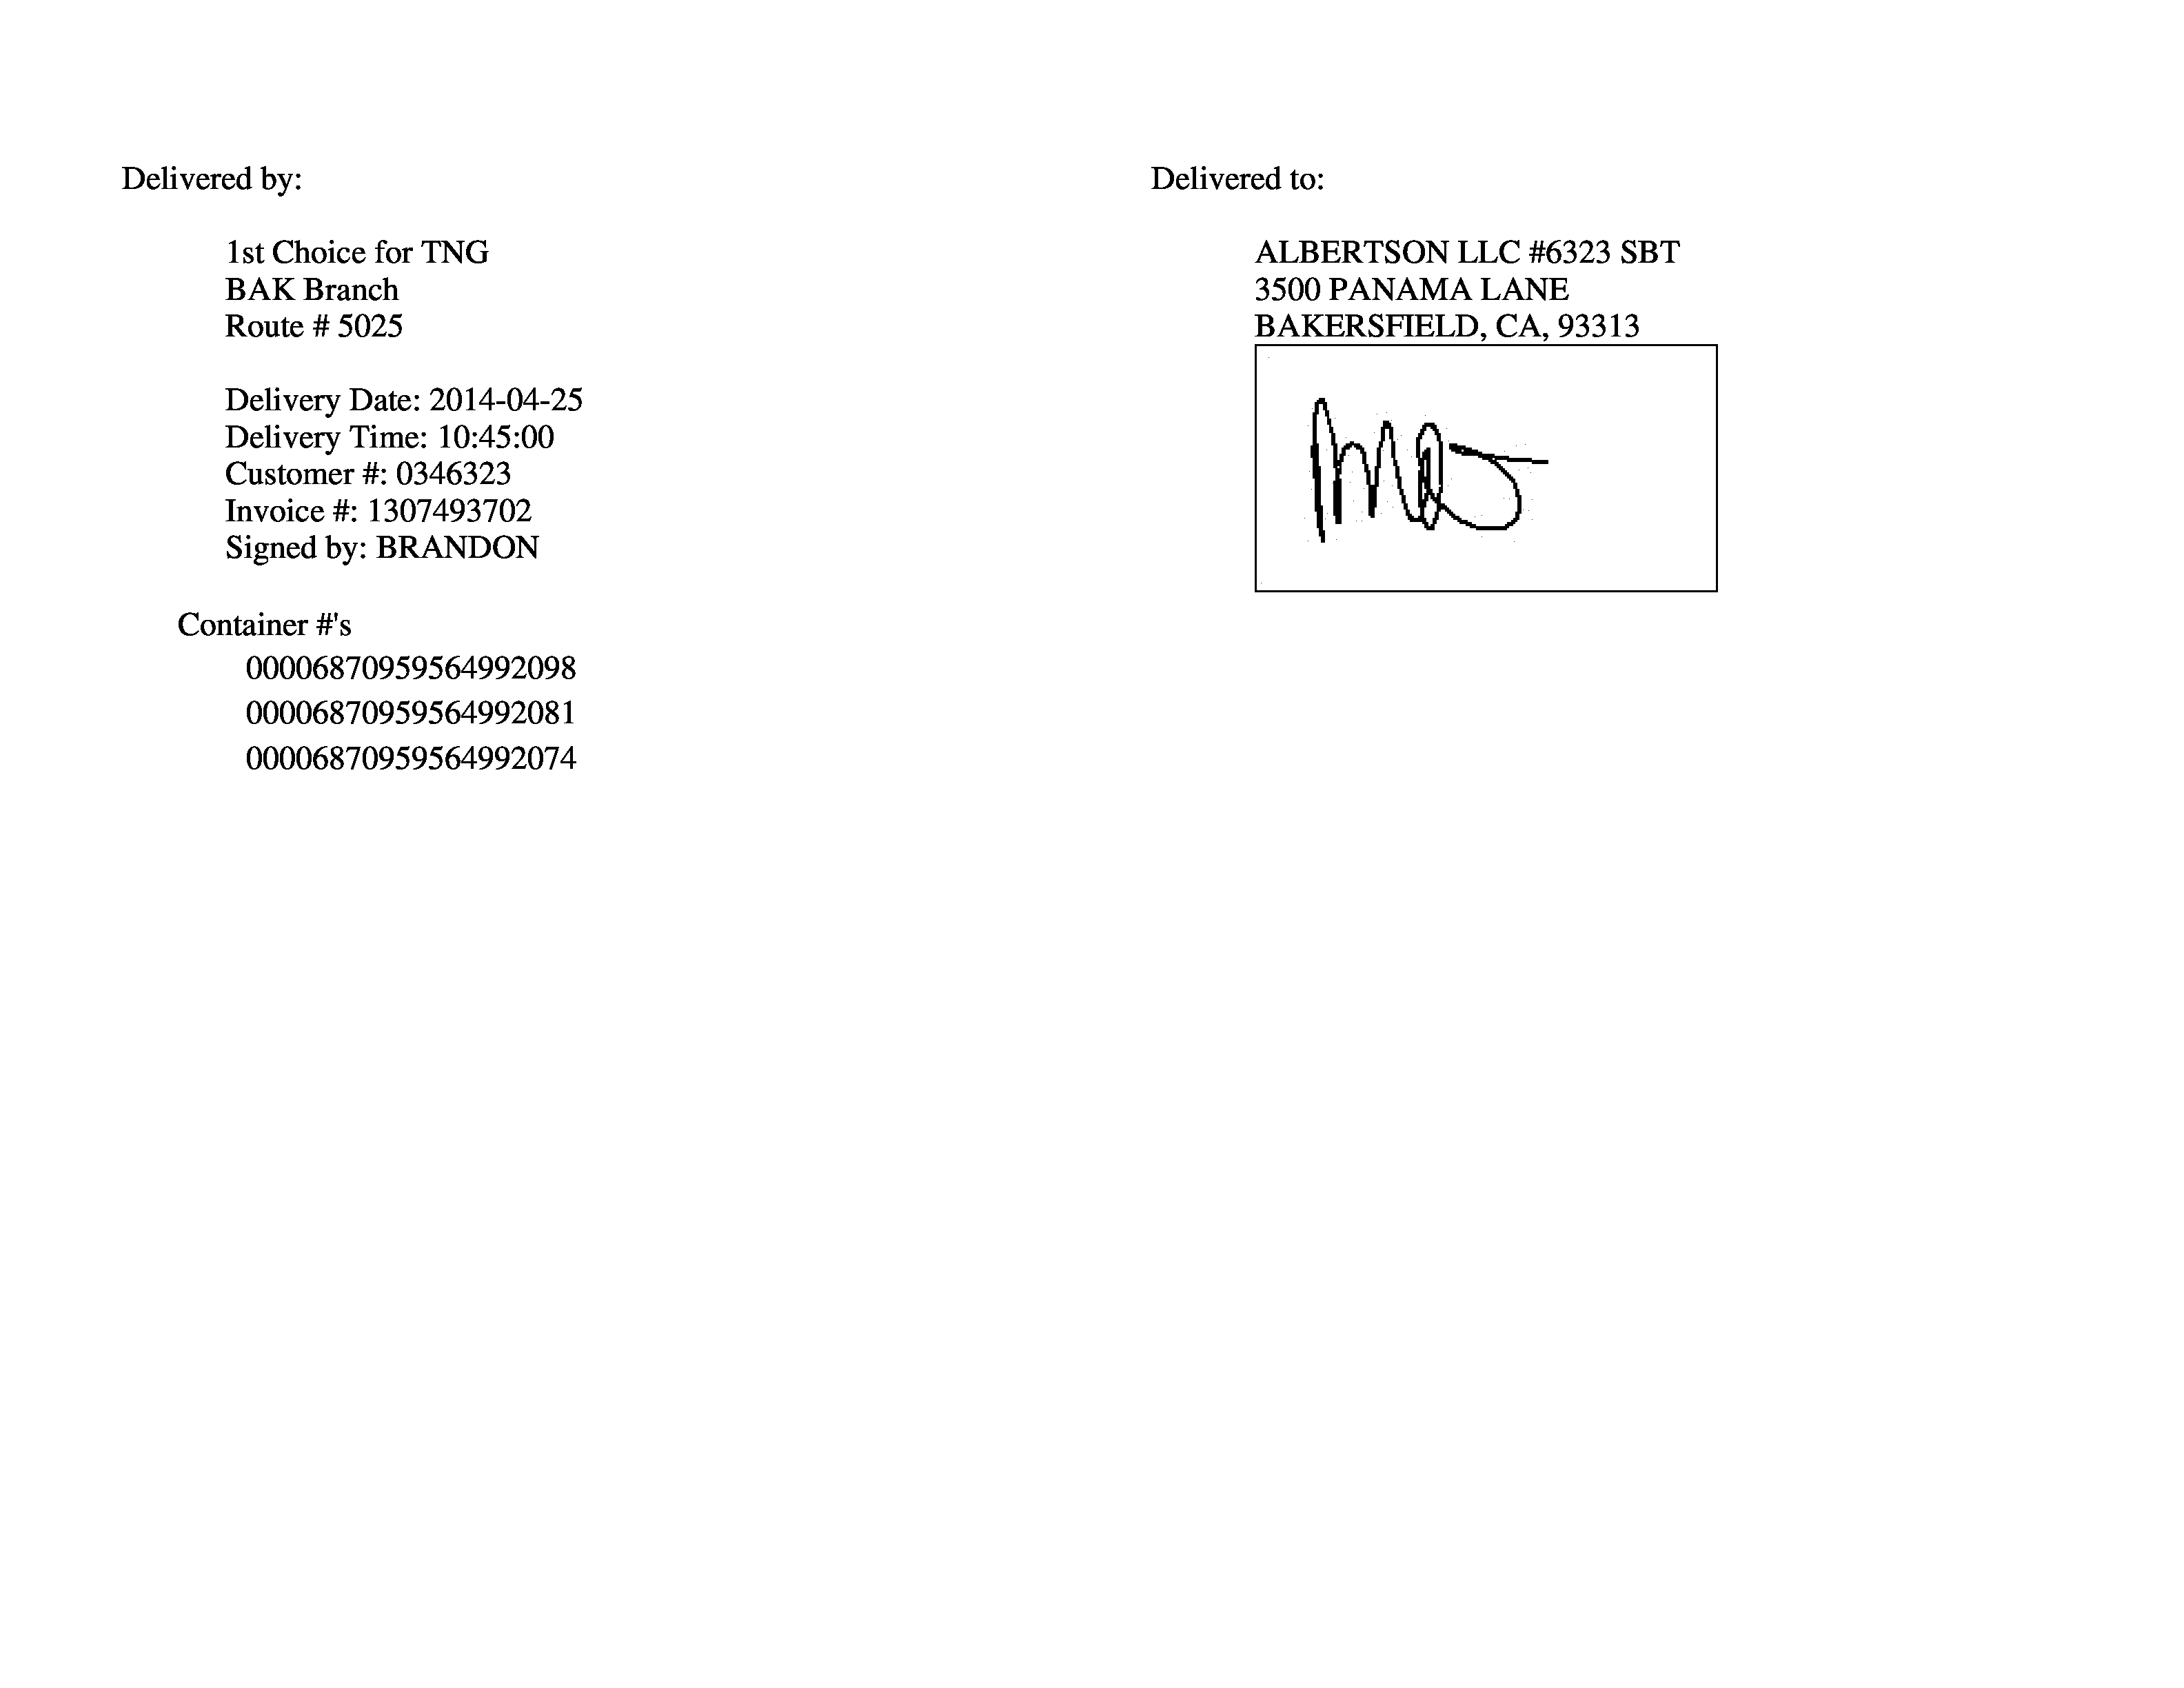 Delivered by:
1st Choice for TNG
BAK Branch
Route # 5025
Delivery Date: 2014-04-25
Delivery Time: 10:45:00
Customer #: 0346323
Invoice #: 1307493702
Signed by: BRANDON
Container #'s
00006870959564992098
00006870959564992081
00006870959564992074
Delivered to:
ALBERTSON LLC #6323 SBT
3500 PANAMA LANE
BAKERSFIELD, CA, 93313